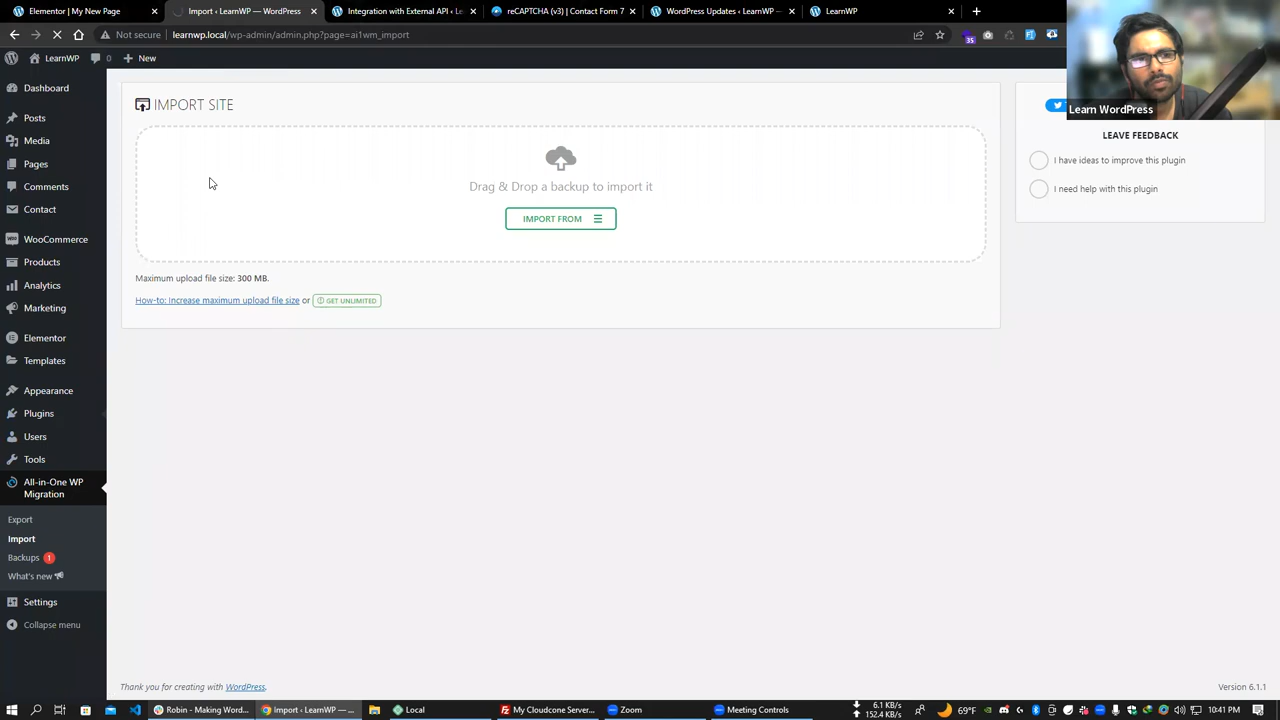 Elementor | My New Page
Import ‹ LearnWP — WordPress
Integration with External API ‹ Le
reCAPTCHA (v3) | Contact Form 7
WordPress Updates ‹ LearnWP —
LearnWP
Not secure
learnwp.local/wp-admin/admin.php?page=ai1wm_import
35
LearnWP
0
New
Learn WordPress
Dashboard
Posts
Media
Pages
Comments
Contact
WooCommerce
Products
Analytics
Marketing
Elementor
Templates
Appearance
Plugins
Users
Tools
All-in-One WP
Migration
Export
Import
Backups 1
What's new
Settings
Collapse menu
IMPORT SITE
Drag & Drop a backup to import it
IMPORT FROM
Maximum upload file size: 300 MB.
How-to: Increase maximum upload file size or GET UNLIMITED
LEAVE FEEDBACK
I have ideas to improve this plugin
I need help with this plugin
Thank you for creating with WordPress.
Version 6.1.1
Robin - Making Word...
Import ‹ LearnWP — ...
Local
My Cloudcone Server...
Zoom
Meeting Controls
6.1 KB/s
152.4 KB/s
69°F
10:41 PM